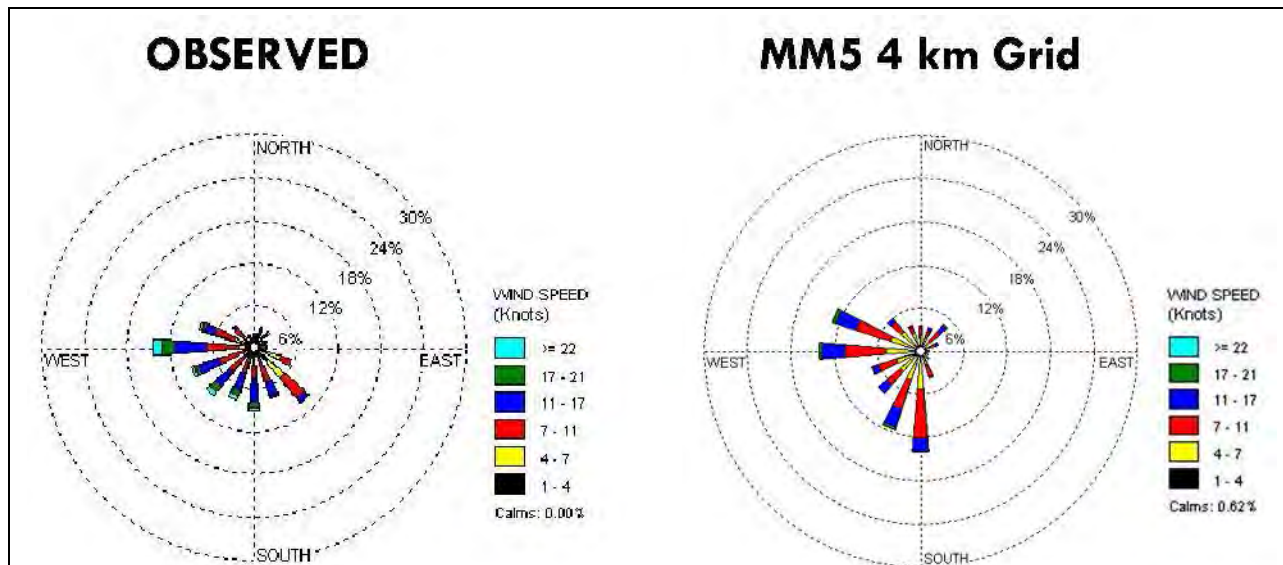 OBSERVED
NORTH
30%
24%
18%
12%
6%
WEST
EAST
SOUTH
WIND SPEED
(Knots)
>= 22
17 - 21
11 - 17
7 - 11
4 - 7
1 - 4
Calms: 0.00%
MM5 4 km Grid
NORTH
30%
24%
18%
12%
6%
WEST
EAST
SOUTH
WIND SPEED
(Knots)
>= 22
17 - 21
11 - 17
7 - 11
4 - 7
1 - 4
Calms: 0.62%